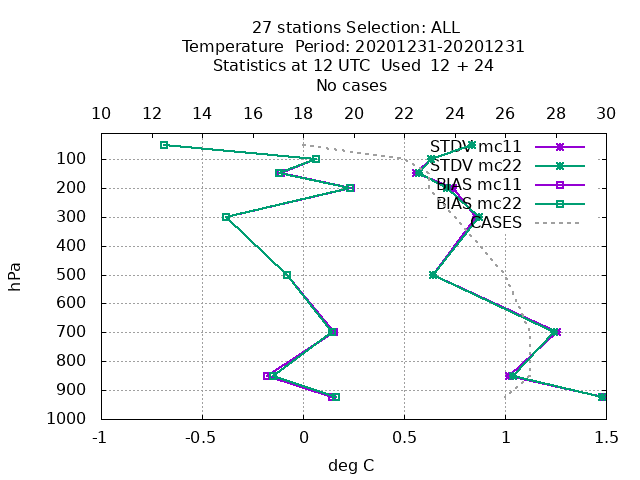 27 stations Selection: ALL
Temperature  Period: 20201231-20201231
Statistics at 12 UTC  Used  12 + 24
No cases
10 12 14 16 18 20 22 24 26 28 30
STDV mc11
100
STDV mc22
BIAS mc11
200
BIAS mc22
300
CASES
400
hPa
500
600
700
800
900
1000
-1 -0.5 0 0.5 1 1.5
deg C